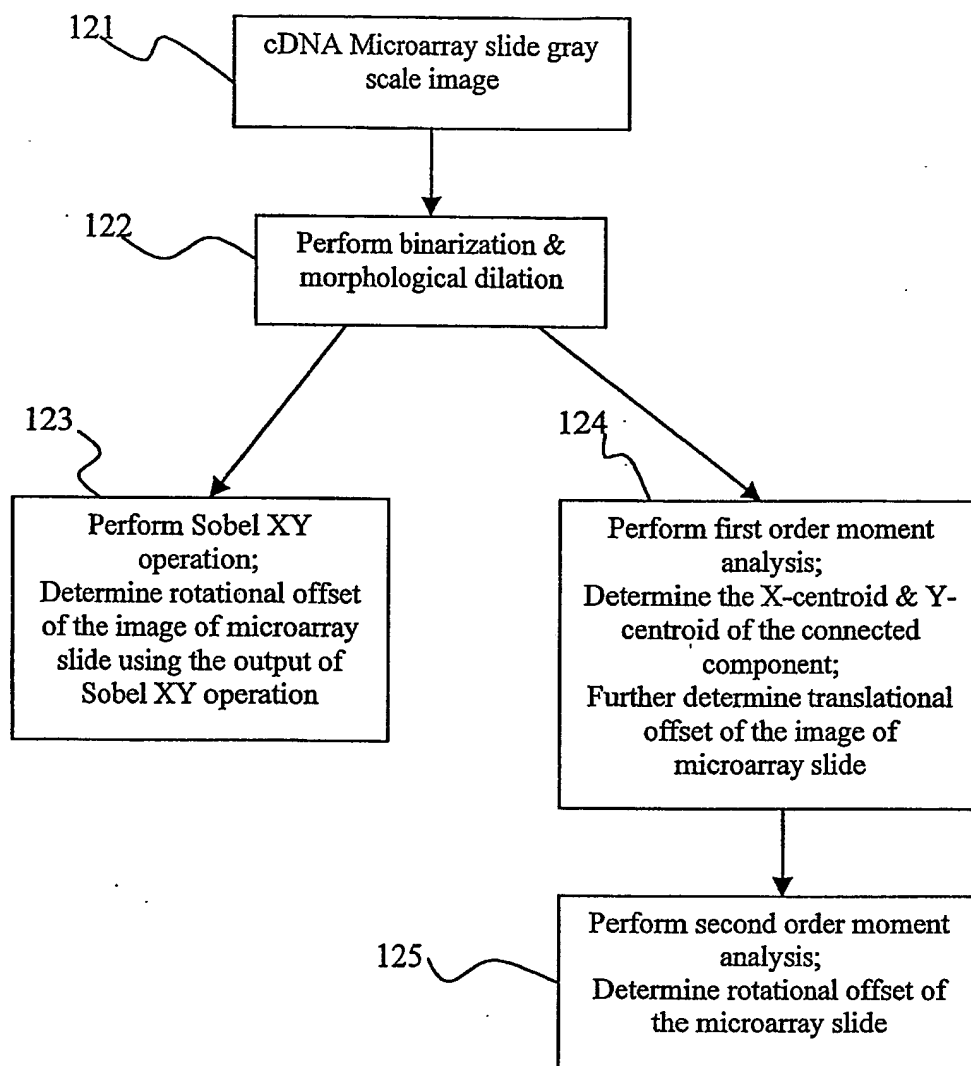 121
cDNA Microarray slide gray
scale image
122
Perform binarization &
morphological dilation
123
Perform Sobel XY
operation;
Determine rotational offset
of the image of microarray
slide using the output of
Sobel XY operation
124
Perform first order moment
analysis;
Determine the X-centroid & Y-
centroid of the connected
component;
Further determine translational
offset of the image of
microarray slide
125
Perform second order moment
analysis;
Determine rotational offset of
the microarray slide